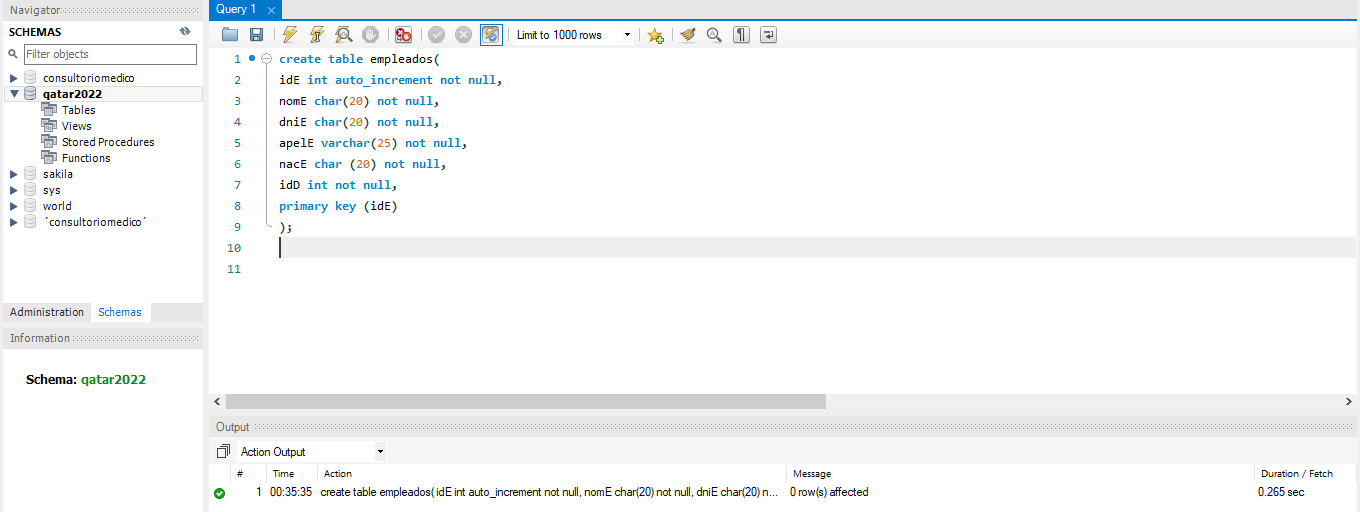 Navigator
SCHEMAS
Filter objects
consultoriomedico
qatar2022
Tables
Views
Stored Procedures
Functions
sakila
sys
world
´consultoriomedico´
Administration Schemas
Information
Schema: qatar2022
Query 1
Limit to 1000 rows
1 create table empleados(
2 idE int auto_increment not null,
3 nomE char(20) not null,
4 dniE char(20) not null,
5 apelE varchar(25) not null,
6 nacE char (20) not null,
7 idD int not null,
8 primary key (idE)
9 );
10
11
Output
Action Output
# Time Action Message Duration / Fetch
1 00:35:35 create table empleados( idE int auto_increment not null, nomE char(20) not null, dniE char(20) n... 0 row(s) affected 0.265 sec